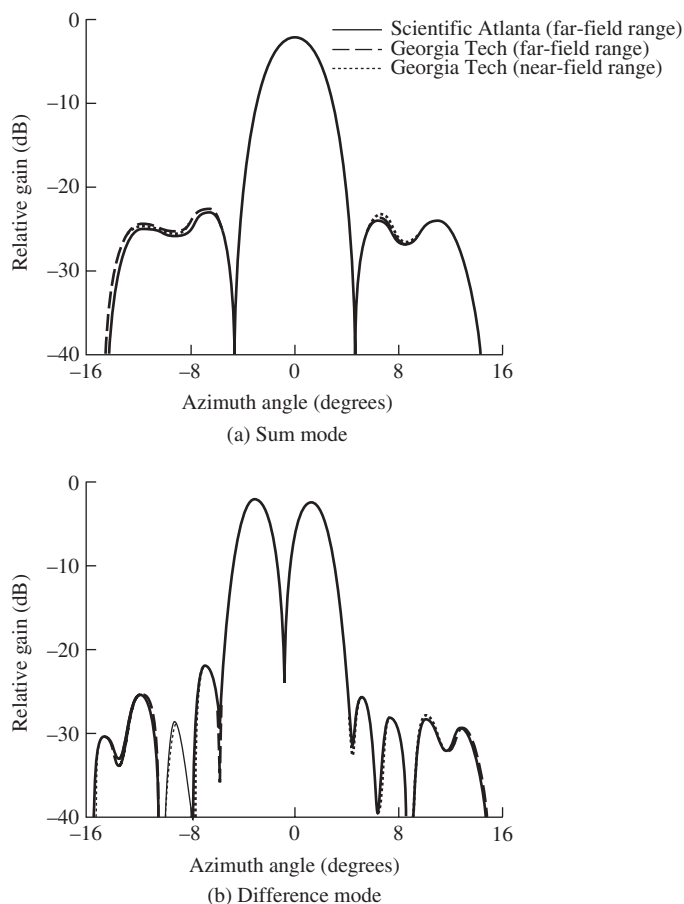 0
–10
–20
–30
–40
Relative gain (dB)
Scientific Atlanta (far-field range)
Georgia Tech (far-field range)
Georgia Tech (near-field range)
–16
–8
0
8
16
Azimuth angle (degrees)
(a) Sum mode
0
–10
–20
–30
–40
Relative gain (dB)
–16
–8
0
8
16
Azimuth angle (degrees)
(b) Difference mode